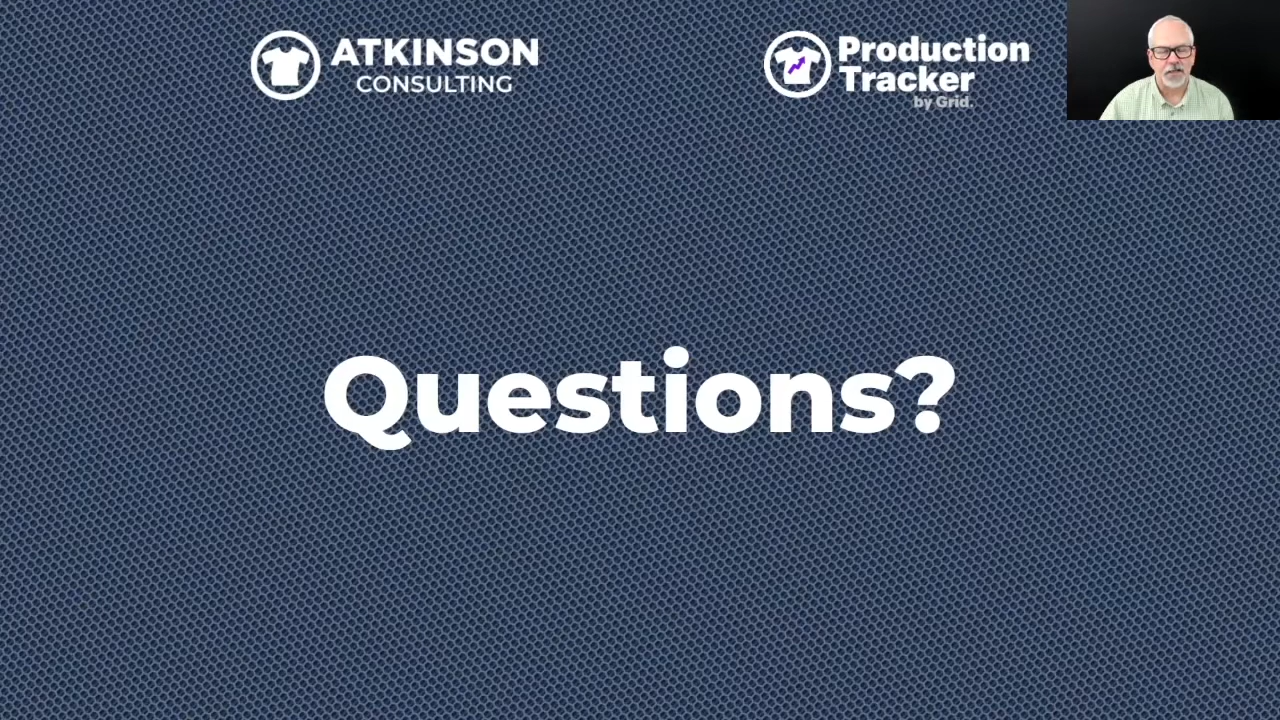 ATKINSON
CONSULTING
Production
Tracker
by Grid.
Questions?